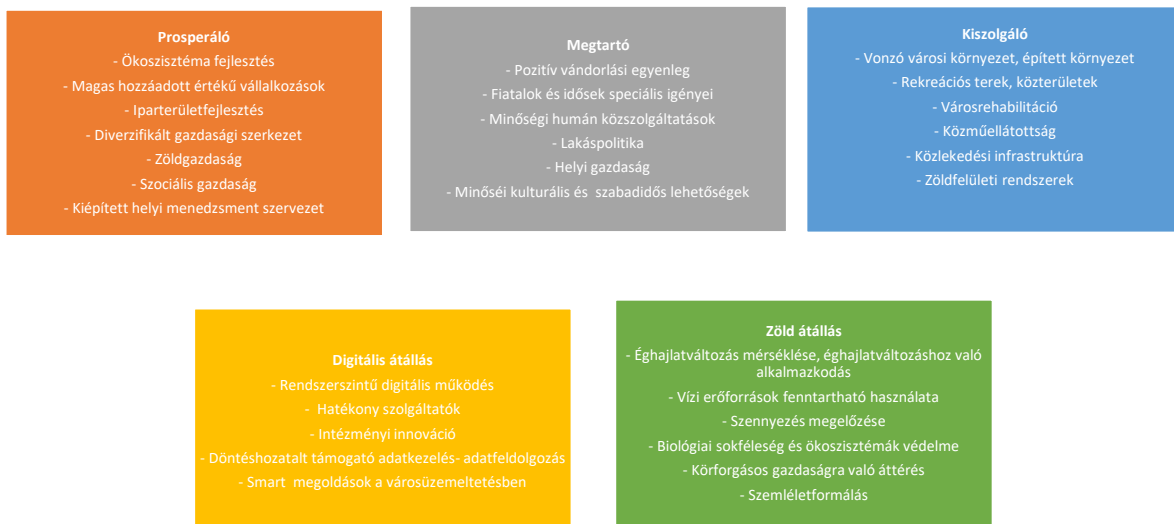 Prosperáló
- Ökoszisztéma fejlesztés
- Magas hozzáadott értékű vállalkozások
- Iparterületfejlesztés
- Diverzifikált gazdasági szerkezet
- Zöldgazdaság
- Szociális gazdaság
- Kiépített helyi menedzsment szervezet
Megtartó
- Pozitív vándorlási egyenleg
- Fiatalok és idősek speciális igényei
- Minőségi humán közszolgáltatások
- Lakáspolitika
- Helyi gazdaság
- Minőséi kulturális és szabadidős lehetőségek
Kiszolgáló
- Vonzó városi környezet, épített környezet
- Rekreációs terek, közterületek
- Városrehabilitáció
- Közműellátottság
- Közlekedési infrastruktúra
- Zöldfelületi rendszerek
Digitális átállás
- Rendszerszintű digitális működés
- Hatékony szolgáltatók
- Intézményi innováció
- Döntéshozatalt támogató adatkezelés- adatfeldolgozás
- Smart megoldások a városüzemeltetésben
Zöld átállás
- Éghajlatváltozás mérséklése, éghajlatváltozáshoz való
alkalmazkodás
- Vízi erőforrások fenntartható használata
- Szennyezés megelőzése
- Biológiai sokféleség és ökoszisztémák védelme
- Körforgásos gazdaságra való áttérés
- Szemléletformálás